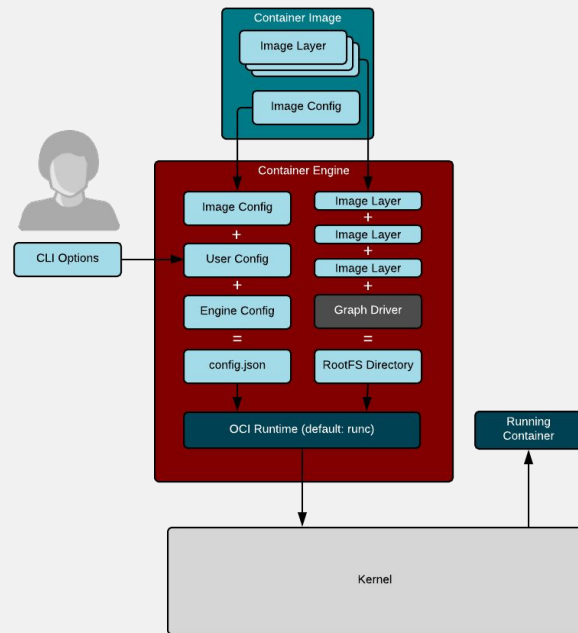 Container Image
Image Layer
Image Config
Container Engine
Image Config
+
User Config
+
Engine Config
=
config.json
Image Layer
+
Image Layer
+
Image Layer
+
Graph Driver
=
RootFS Directory
CLI Options
OCI Runtime (default: runc)
Running
Container
Kernel